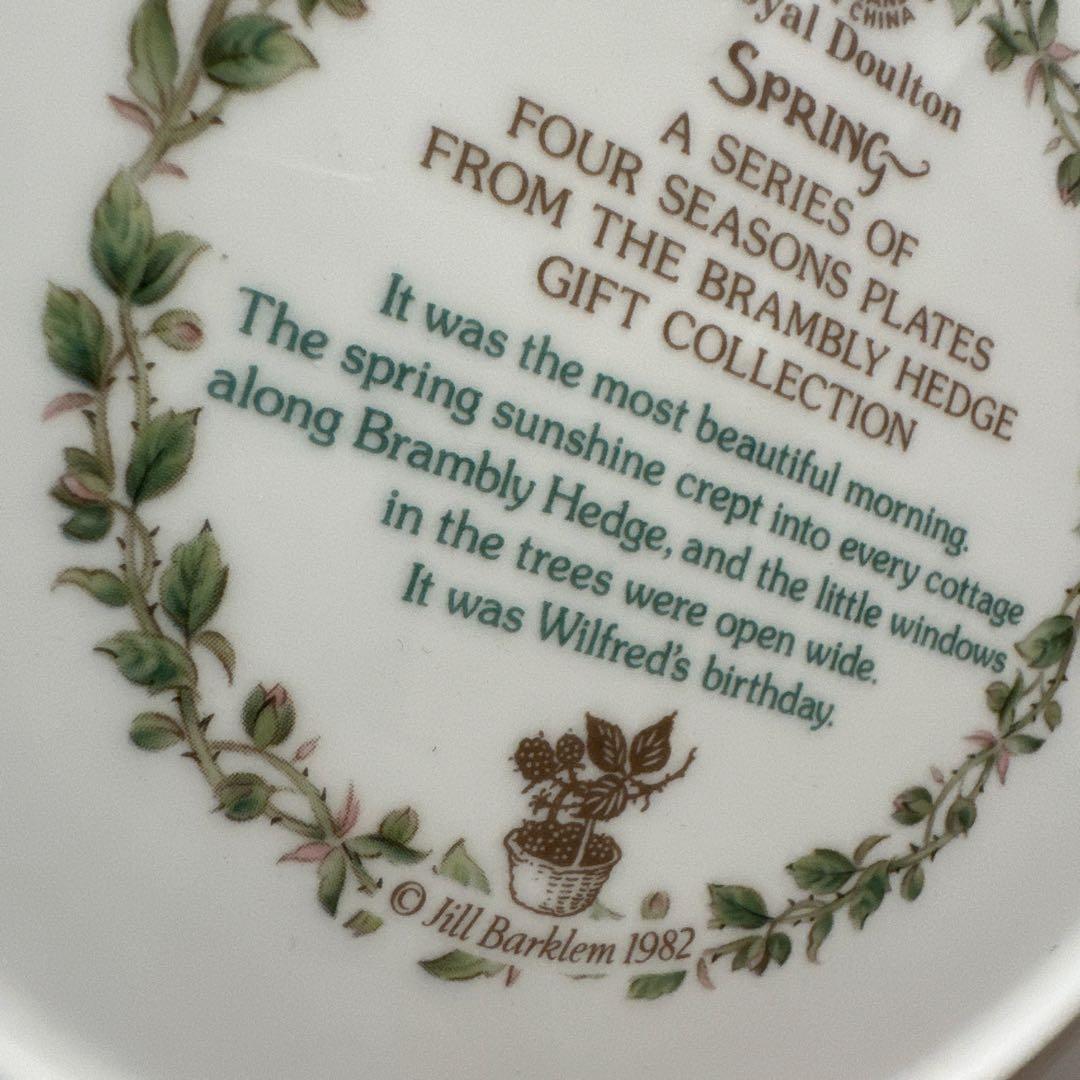 CHINA
Royal Doulton
SPRING
A SERIES OF
FOUR SEASONS PLATES
FROM THE BRAMBLY HEDGE
GIFT COLLECTION
It was the most beautiful morning.
The spring sunshine crept into every cottage
along Brambly Hedge, and the little windows
in the trees were open wide.
It was Wilfred's birthday.
© Jill Barklem 1982